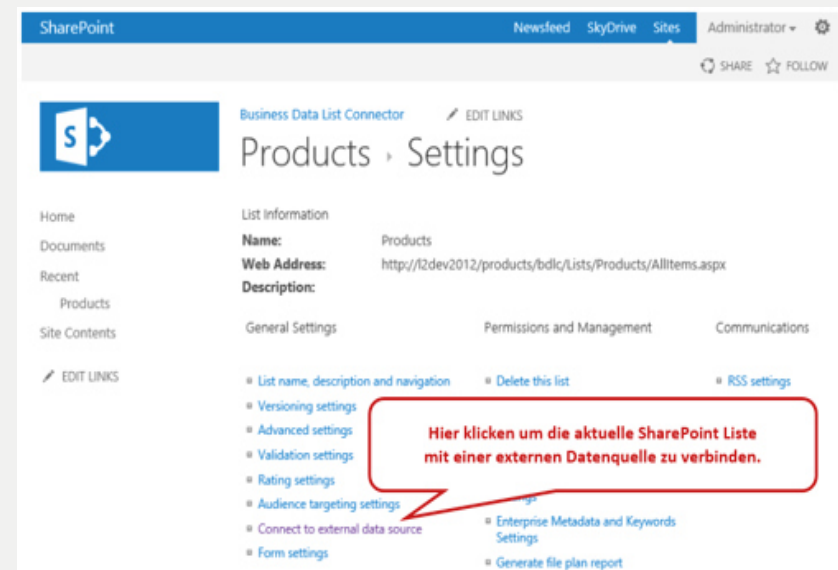 SharePoint
Newsfeed SkyDrive Sites Administrator
SHARE FOLLOW
S
Business Data List Connector EDIT LINKS
Products Settings
Home
Documents
Recent
Products
Site Contents
EDIT LINKS
List Information
Name: Products
Web Address: http://l2dev2012/products/bdlc/Lists/Products/AllItems.aspx
Description:
General Settings
List name, description and navigation
Versioning settings
Advanced settings
Validation settings
Rating settings
Audience targeting settings
Connect to external data source
Form settings
Permissions and Management
Delete this list
Hier klicken um die aktuelle SharePoint Liste
mit einer externen Datenquelle zu verbinden.
Enterprise Metadata and Keywords
Settings
Generate file plan report
Communications
RSS settings